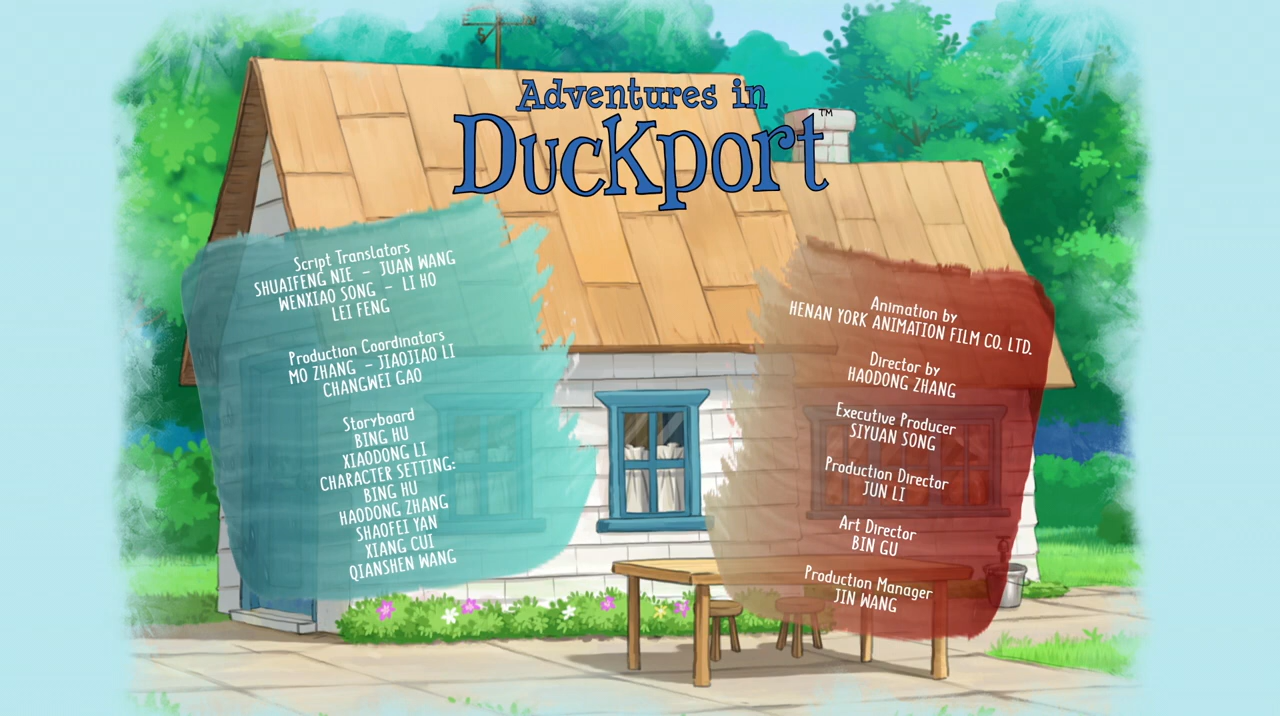 Adventures in
Duckport™
Script Translators
SHUAIFENG NIE – JUAN WANG
WENXIAO SONG – LI HO
LEI FENG
Production Coordinators
MO ZHANG – JIAOJIAO LI
CHANGWEI GAO
Storyboard
BING HU
XIAODONG LI
CHARACTER SETTING:
BING HU
HAODONG ZHANG
SHAOFEI YAN
XIANG CUI
QIANSHEN WANG
Animation by
HENAN YORK ANIMATION FILM CO. LTD.
Director by
HAODONG ZHANG
Executive Producer
SIYUAN SONG
Production Director
JUN LI
Art Director
BIN GU
Production Manager
JIN WANG